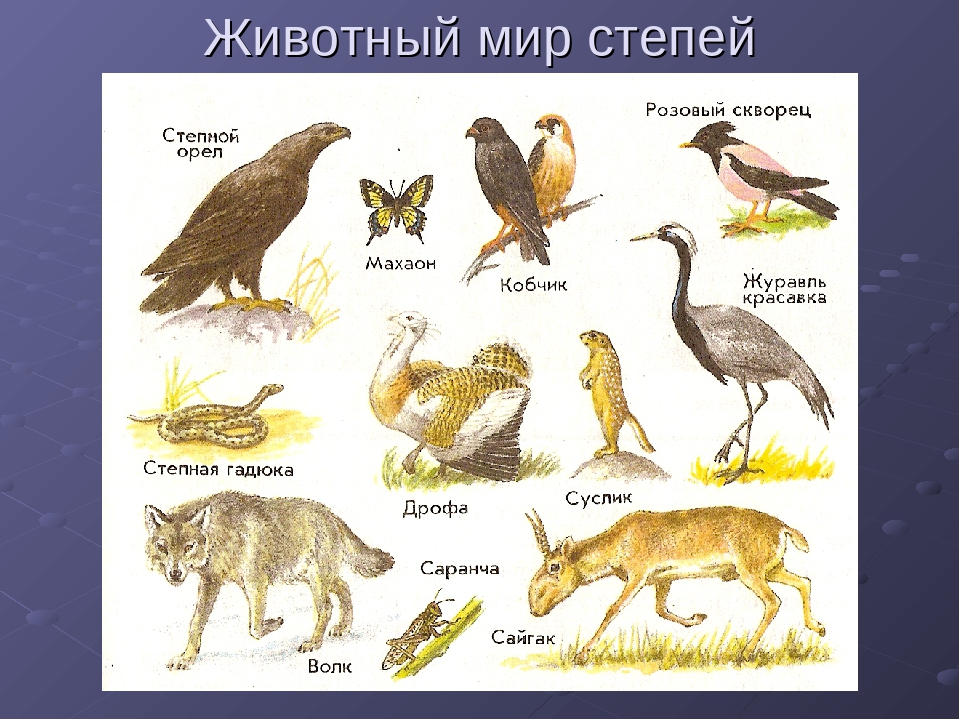 Животный мир степей
Розовый скворец
Степной
орел
Махаон
Кобчик
Журавль
красавка
Степная гадюка
Дрофа
Суслик
Саранча
Сайгак
Волк